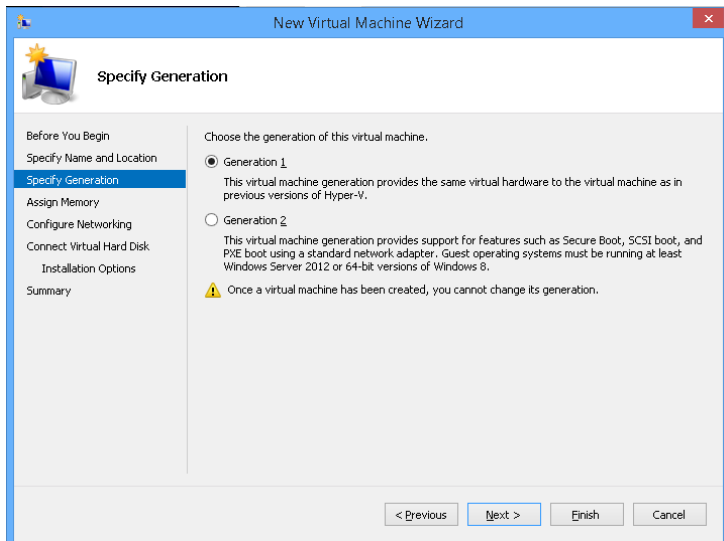 New Virtual Machine Wizard
Specify Generation
Before You Begin
Specify Name and Location
Specify Generation
Assign Memory
Configure Networking
Connect Virtual Hard Disk
Installation Options
Summary
Choose the generation of this virtual machine.
Generation 1
This virtual machine generation provides the same virtual hardware to the virtual machine as in
previous versions of Hyper-V.
Generation 2
This virtual machine generation provides support for features such as Secure Boot, SCSI boot, and
PXE boot using a standard network adapter. Guest operating systems must be running at least
Windows Server 2012 or 64-bit versions of Windows 8.
Once a virtual machine has been created, you cannot change its generation.
< Previous
Next >
Finish
Cancel